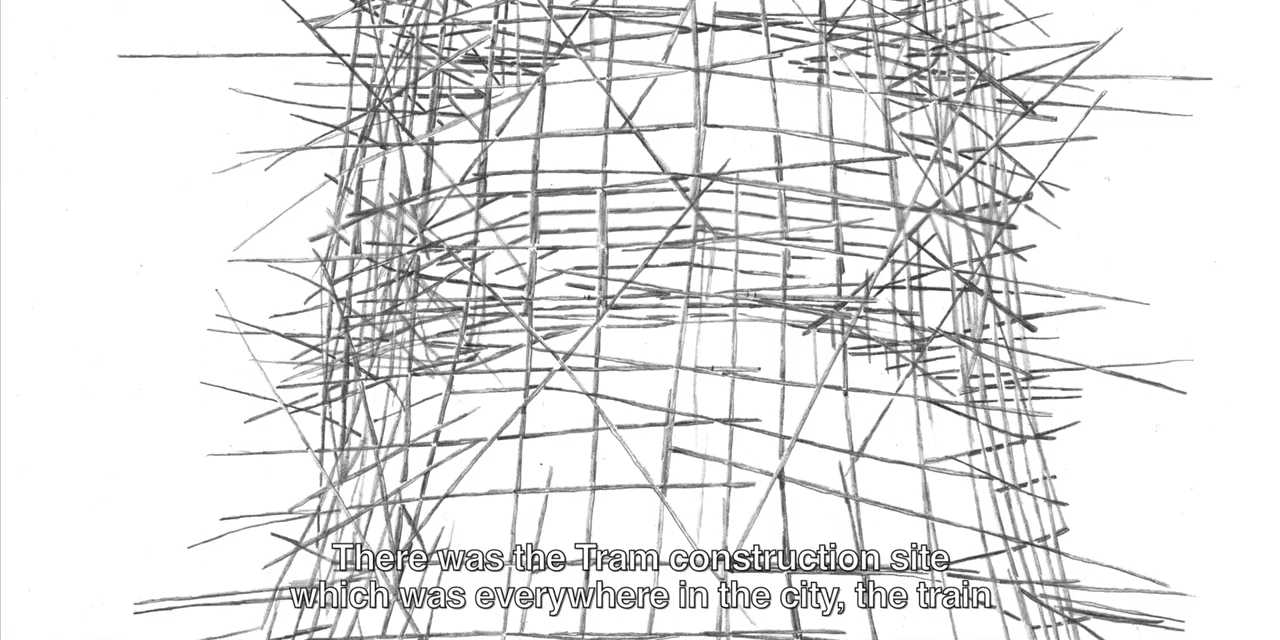 There was the Tram construction site
which was everywhere in the city, the train